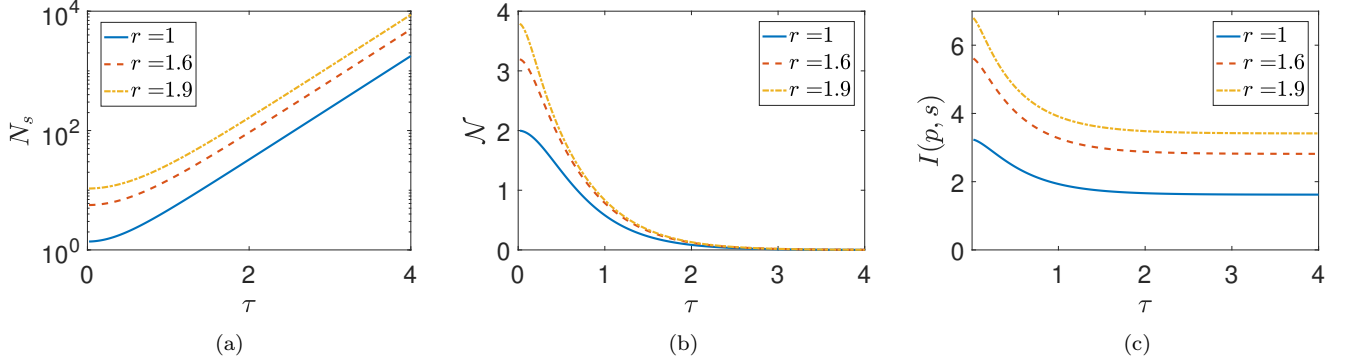 10^4
10^2
10^0
N_s
r =1
r =1.6
r =1.9
0 2 4
τ
(a)
4
3
2
1
0
𝒩
r =1
r =1.6
r =1.9
0 1 2 3 4
τ
(b)
6
4
2
0
I(p, s)
r =1
r =1.6
r =1.9
1 2 3 4
τ
(c)